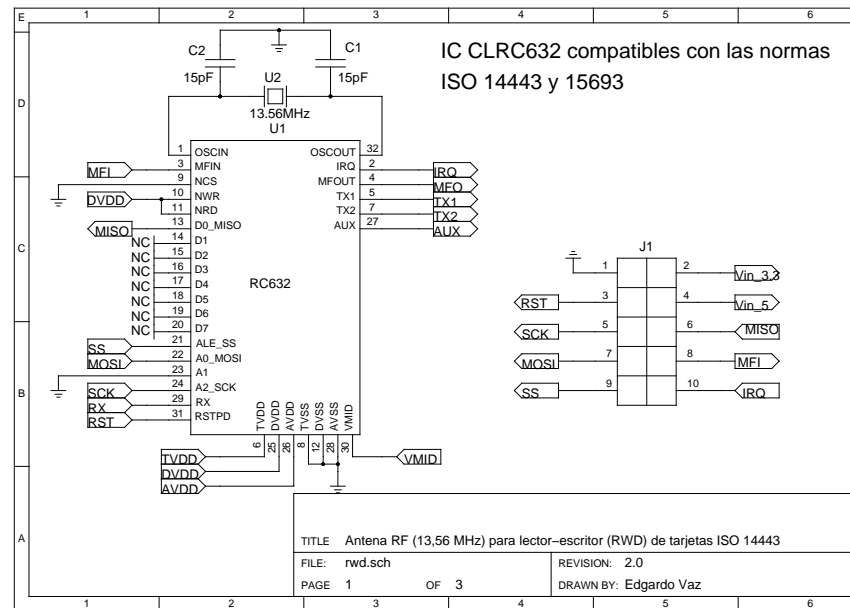 1 2 3 4 5 6
E
D
C
B
A
IC CLRC632 compatibles con las normas
ISO 14443 y 15693
C2
15pF
C1
15pF
U2
13.56MHz
U1
RC632
1 OSCIN
3 MFIN
9 NCS
10 NWR
11 NRD
13 D0_MISO
14 D1
15 D2
16 D3
17 D4
18 D5
19 D6
20 D7
21 ALE_SS
22 A0_MOSI
23 A1
24 A2_SCK
29 RX
31 RSTPD
OSCOUT 32
IRQ 2
MFOUT 4
TX1 5
TX2 7
AUX 27
MFI
DVDD
MISO
NC
NC
NC
NC
NC
NC
NC
SS
MOSI
SCK
RX
RST
IRQ
MFO
TX1
TX2
AUX
TVDD DVDD AVDD TVSS DVSS AVSS VMID
6 25 26 8 12 28 30
TVDD
DVDD
AVDD
VMID
J1
1 2 Vin_3.3
RST 3 4 Vin_5
SCK 5 6 MISO
MOSI 7 8 MFI
SS 9 10 IRQ
TITLE Antena RF (13,56 MHz) para lector–escritor (RWD) de tarjetas ISO 14443
FILE: rwd.sch REVISION: 2.0
PAGE 1 OF 3 DRAWN BY: Edgardo Vaz
1 2 3 4 5 6